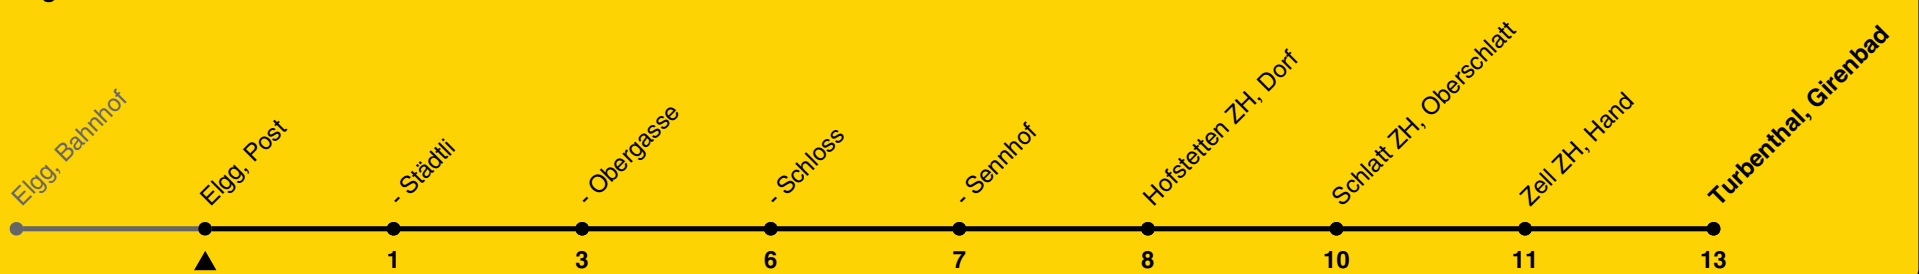 Elgg, Bahnhof
Elgg, Post
- Städtli
- Obergasse
- Schloss
- Sennhof
Hofstetten ZH, Dorf
Schlatt ZH, Oberschlatt
Zell ZH, Hand
Turbenthal, Girenbad
1 3 6 7 8 10 11 13